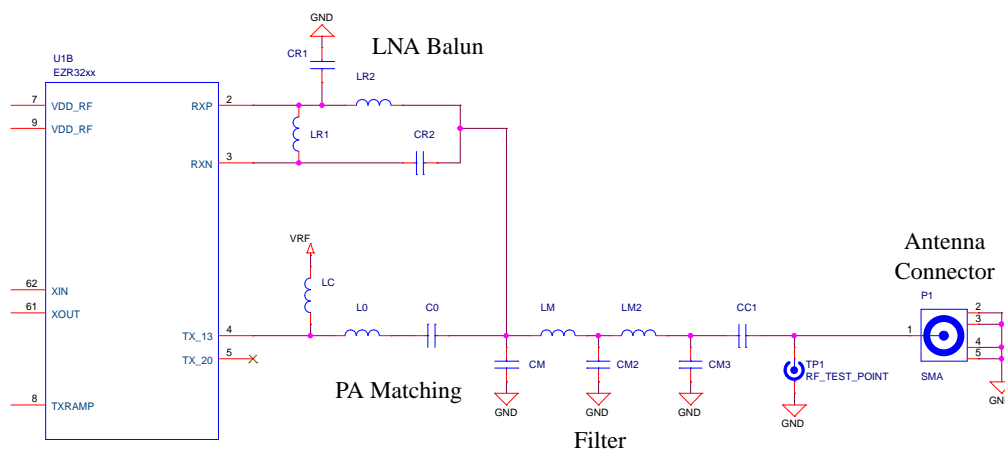 GND
LNA Balun
CR1
U1B
EZR32xx
LR2
7 VDD_RF RXP 2
9 VDD_RF
LR1 CR2
RXN 3
VRF
LC
Antenna
Connector
62 XIN
61 XOUT
P1
L0 C0 LM LM2 CC1
TX_13 4
1 2 3 4 5
TX_20 5
CM CM2 CM3
TP1
RF_TEST_POINT
SMA
PA Matching
8 TXRAMP
GND GND GND GND
GN
Filter